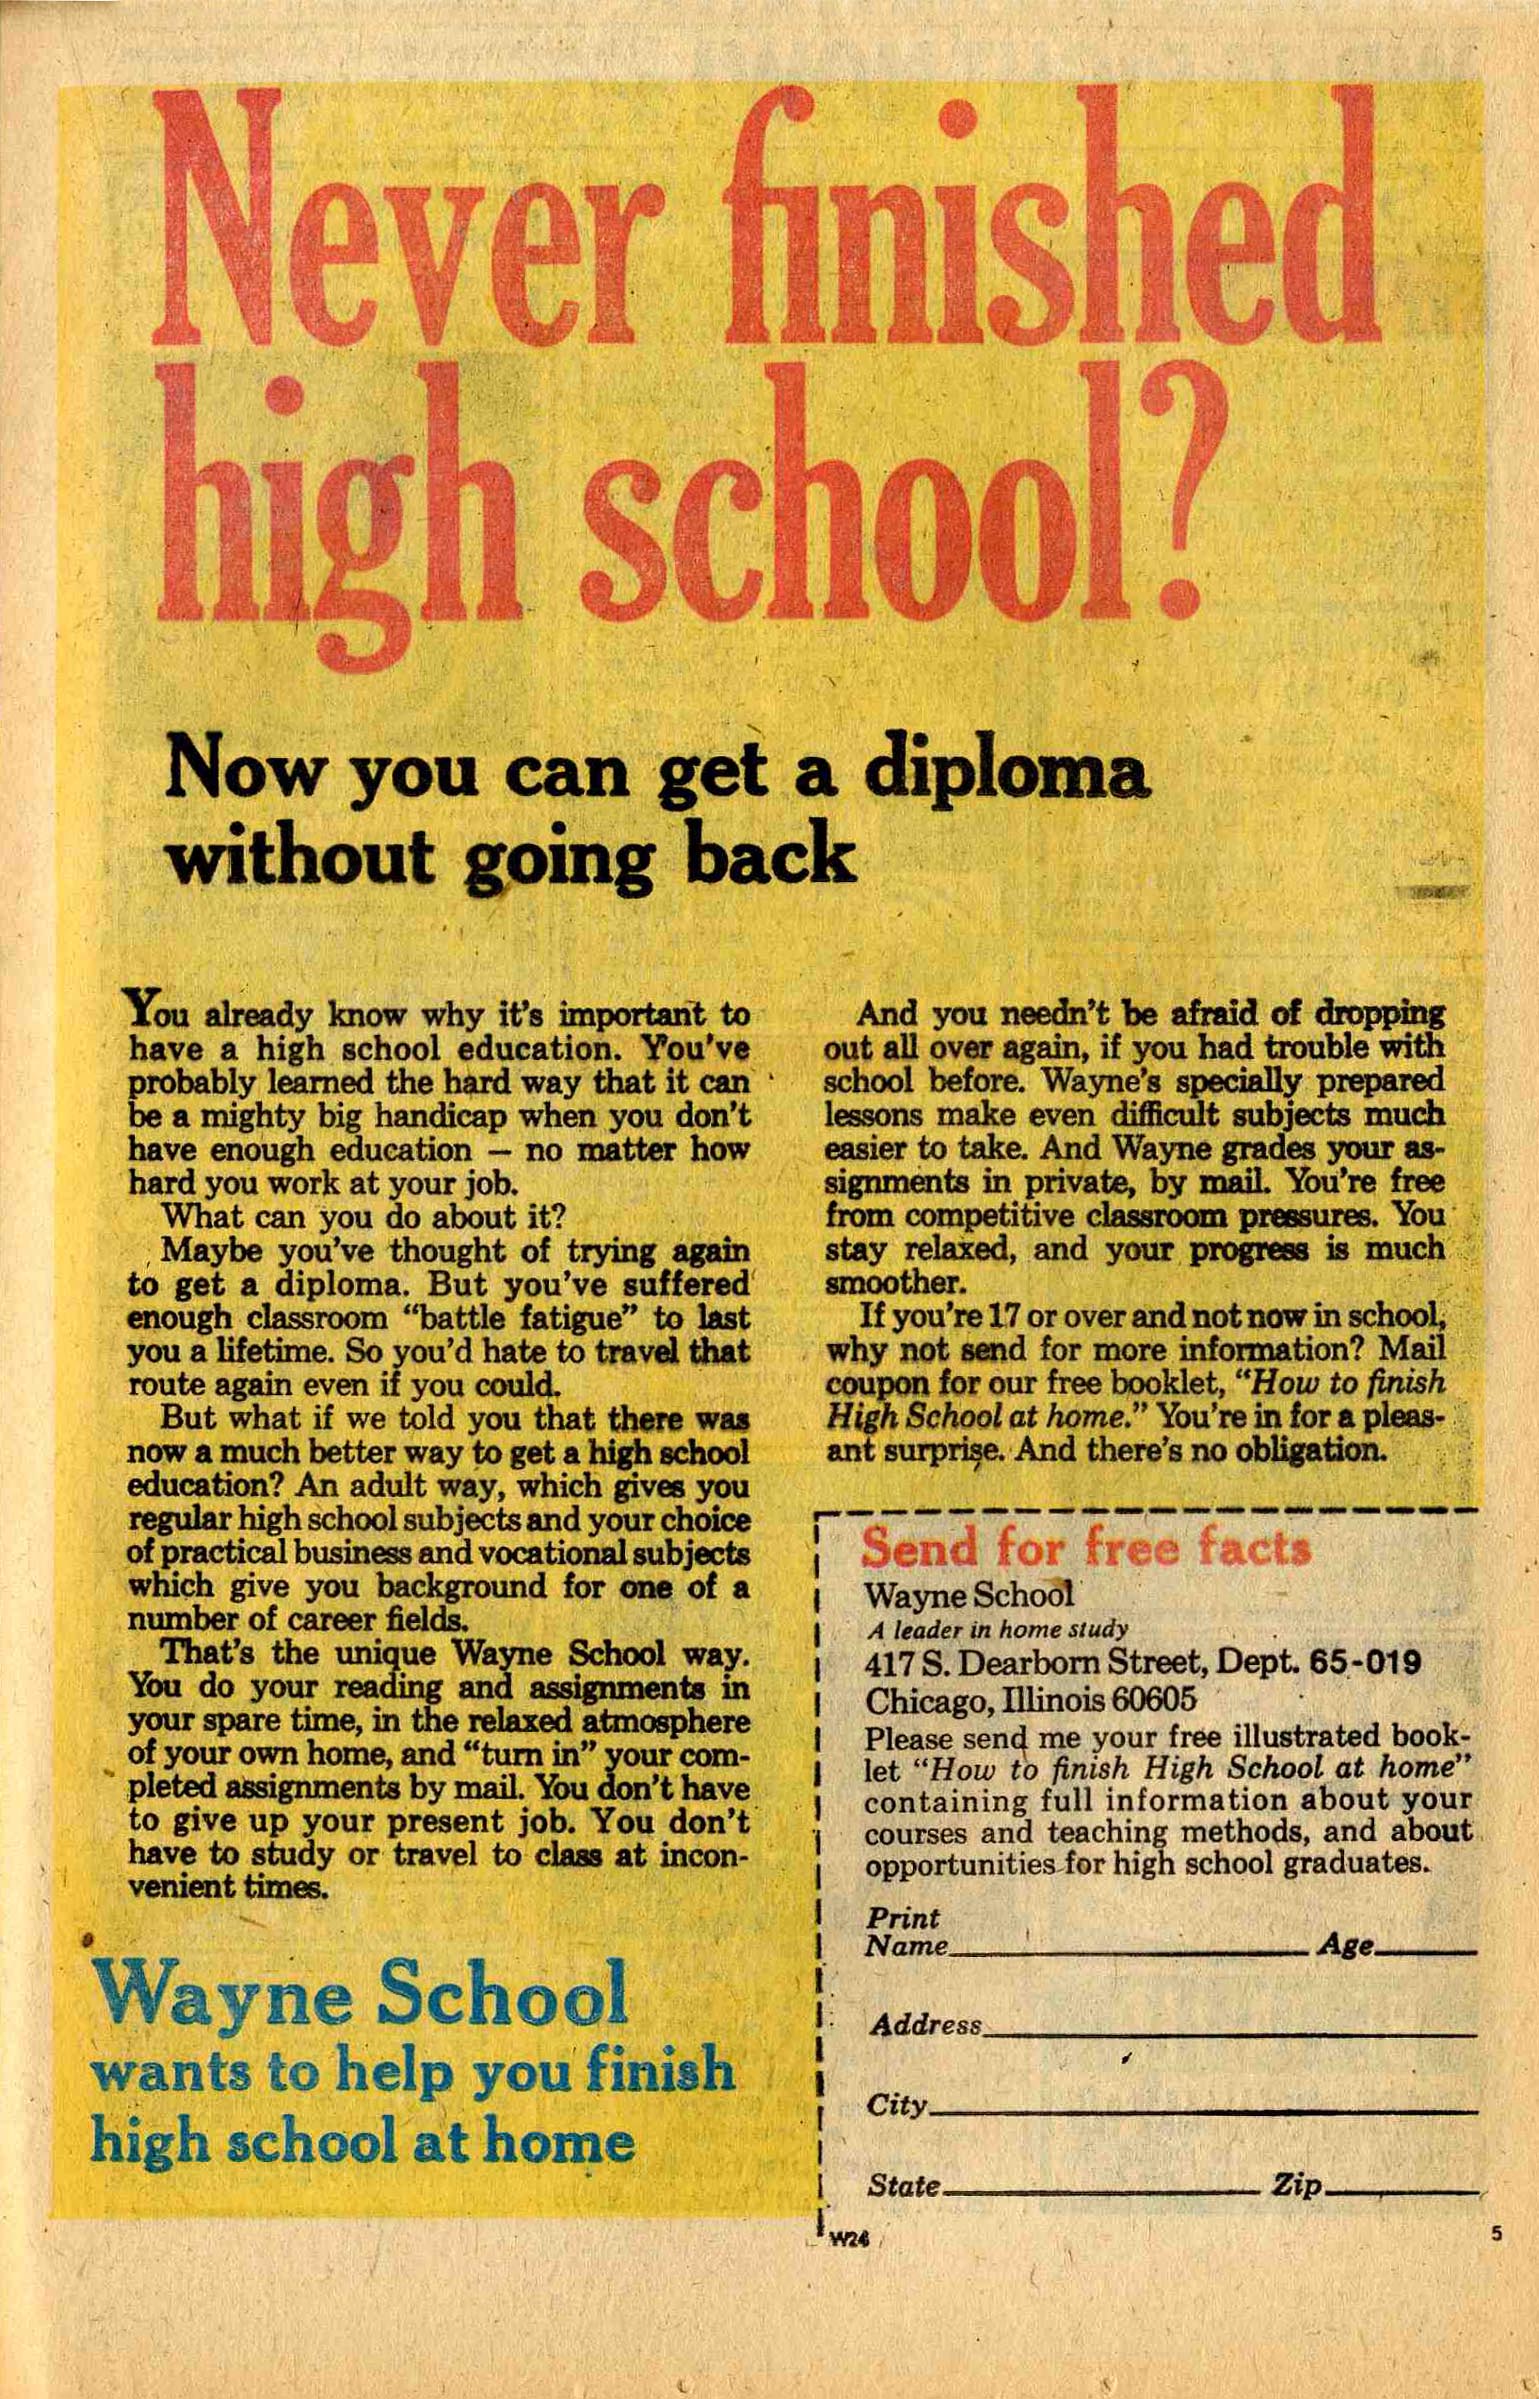 Never finished
high school?
Now you can get a diploma
without going back
You already know why it's important to
have a high school education. You've
probably learned the hard way that it can
be a mighty big handicap when you don't
have enough education — no matter how
hard you work at your job.
What can you do about it?
Maybe you've thought of trying again
to get a diploma. But you've suffered
enough classroom “battle fatigue” to last
you a lifetime. So you'd hate to travel that
route again even if you could.
But what if we told you that there was
now a much better way to get a high school
education? An adult way, which gives you
regular high school subjects and your choice
of practical business and vocational subjects
which give you background for one of a
number of career fields.
That's the unique Wayne School way.
You do your reading and assignments in
your spare time, in the relaxed atmosphere
of your own home, and “turn in” your com-
pleted assignments by mail. You don't have
to give up your present job. You don't
have to study or travel to class at incon-
venient times.
Wayne School
wants to help you finish
high school at home
And you needn't be afraid of dropping
out all over again, if you had trouble with
school before. Wayne's specially prepared
lessons make even difficult subjects much
easier to take. And Wayne grades your as-
signments in private, by mail. You're free
from competitive classroom pressures. You
stay relaxed, and your progress is much
smoother.
If you're 17 or over and not now in school,
why not send for more information? Mail
coupon for our free booklet, “How to finish
High School at home.” You're in for a pleas-
ant surprise. And there's no obligation.
Send for free facts
Wayne School
A leader in home study
417 S. Dearborn Street, Dept. 65-019
Chicago, Illinois 60605
Please send me your free illustrated book-
let “How to finish High School at home”
containing full information about your
courses and teaching methods, and about
opportunities for high school graduates.
Print
Name Age
Address
City
State Zip
W24
5